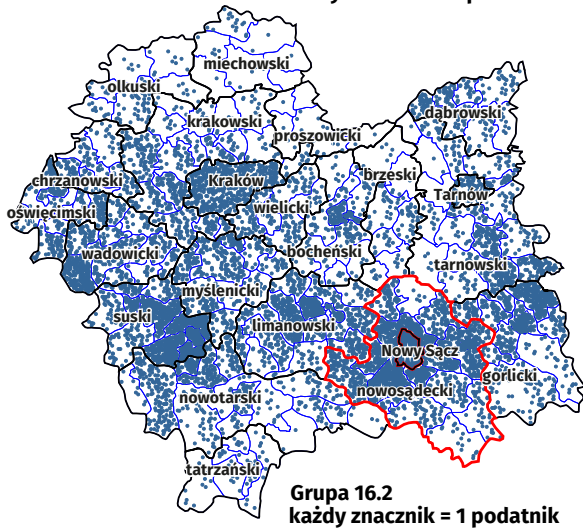 miechowski
olkuski
dąbrowski
krakowski
proszowicki
chrzanowski
Kraków
brzeski
Tarnów
oświęcimski
wielicki
wadowicki
bocheński
tarnowski
myślenicki
suski
limanowski
Nowy Sącz
gorlicki
nowosądecki
nowotarski
tatrzański
Grupa 16.2
każdy znacznik = 1 podatnik